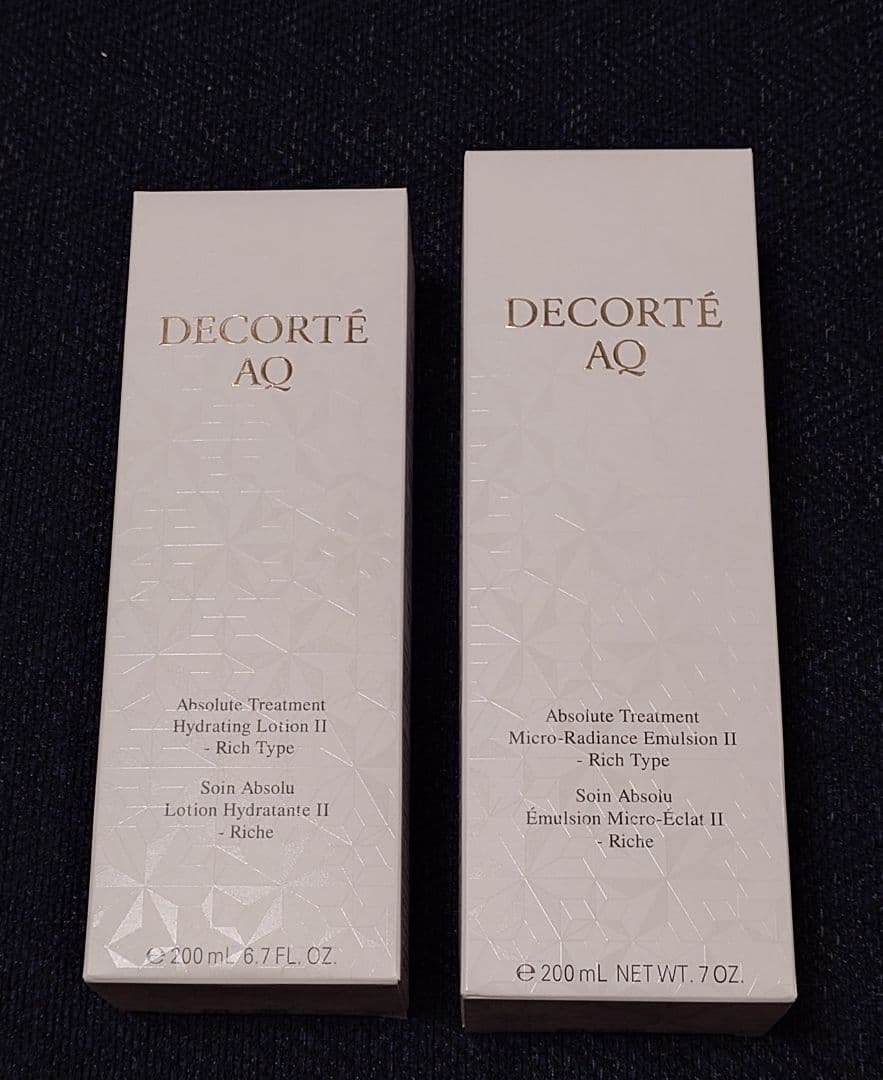 DECORTÉ
AQ
Absolute Treatment
Hydrating Lotion II
- Rich Type
Soin Absolu
Lotion Hydratante II
- Riche
℮ 200 mL 6.7 FL. OZ.
DECORTÉ
AQ
Absolute Treatment
Micro-Radiance Emulsion II
- Rich Type
Soin Absolu
Émulsion Micro-Éclat II
- Riche
℮ 200 mL NET WT. 7 OZ.